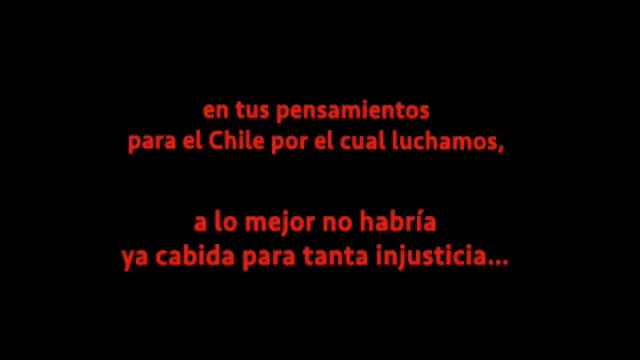 en tus pensamientos
para el Chile por el cual luchamos,
a lo mejor no habría
ya cabida para tanta injusticia...